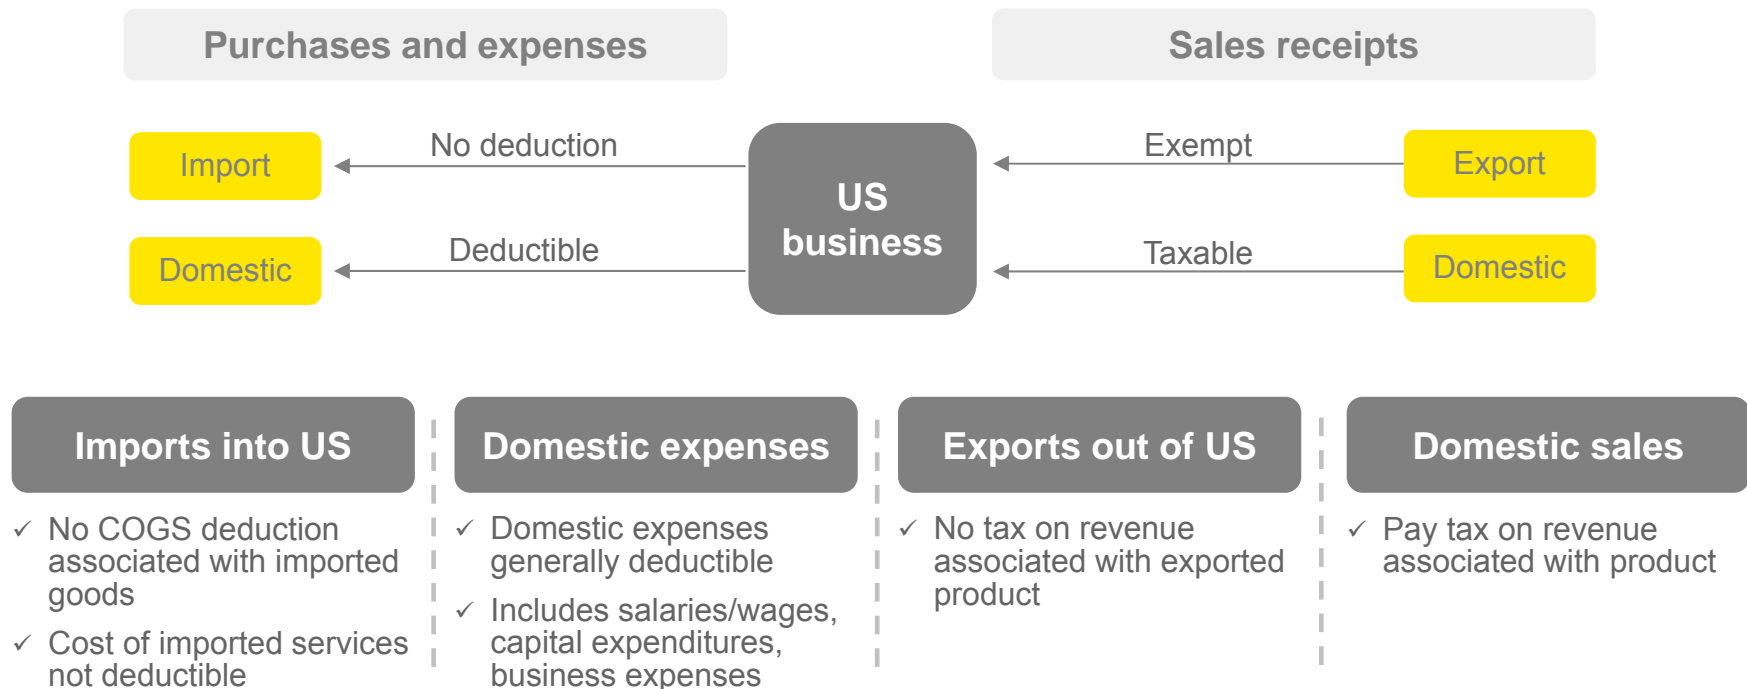 Purchases and expenses
Sales receipts
Import
No deduction
Domestic
Deductible
US
business
Exempt
Export
Taxable
Domestic
Imports into US
✓ No COGS deduction
associated with imported
goods
✓ Cost of imported services
not deductible
Domestic expenses
✓ Domestic expenses
generally deductible
✓ Includes salaries/wages,
capital expenditures,
business expenses
Exports out of US
✓ No tax on revenue
associated with exported
product
Domestic sales
✓ Pay tax on revenue
associated with product